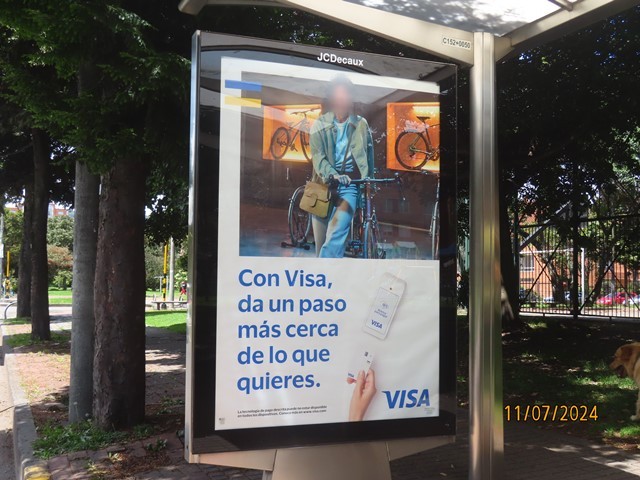 C152+0050
JCDecaux
Con Visa,
da un paso
más cerca
de lo que
quieres.
VISA
VISA
11/07/2024